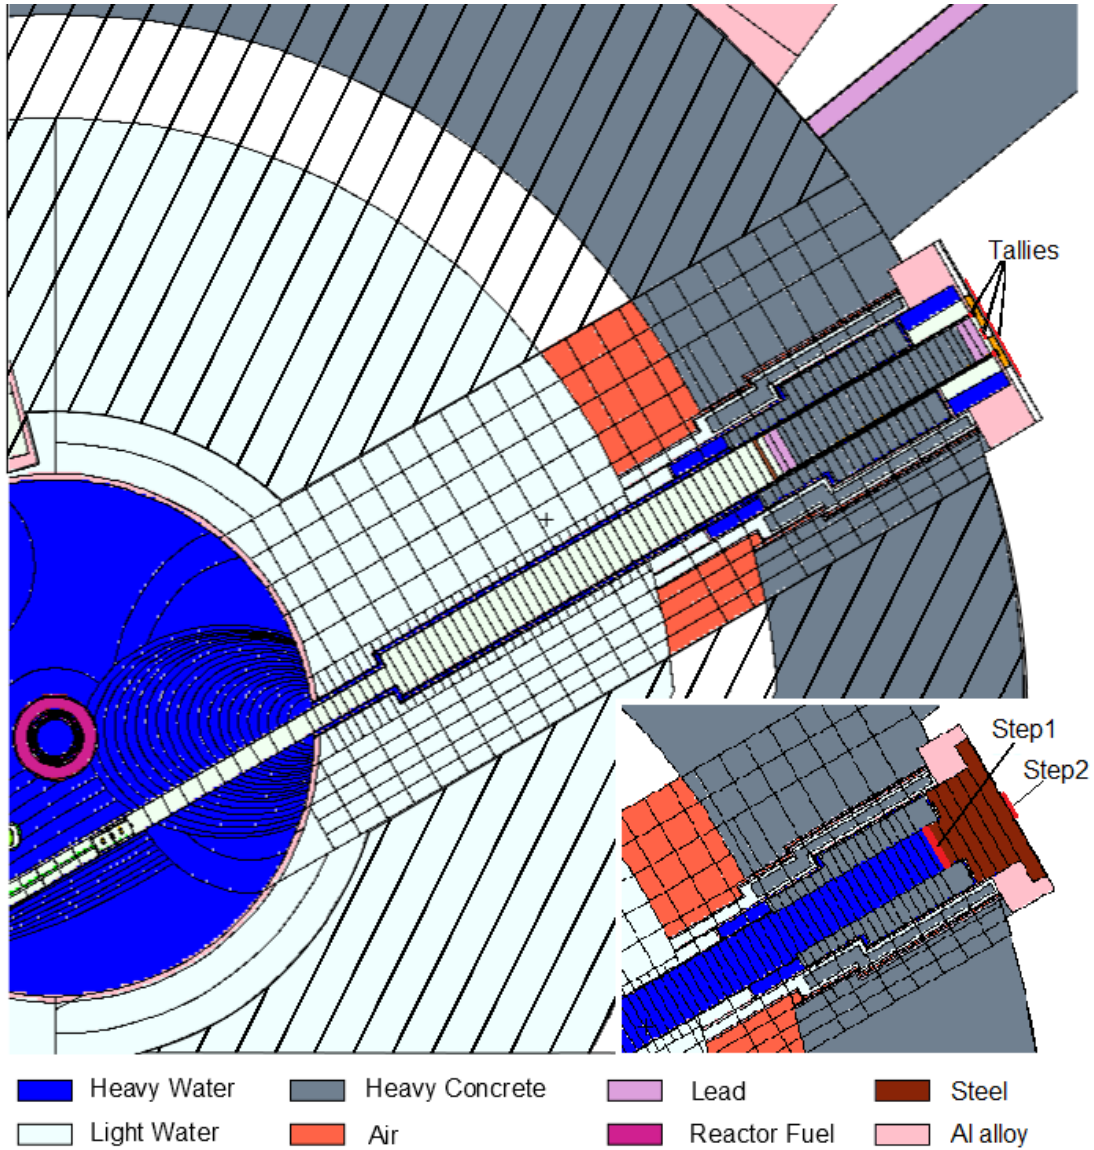 Tallies
Step1
Step2
Heavy Water
Heavy Concrete
Lead
Steel
Light Water
Air
Reactor Fuel
Al alloy